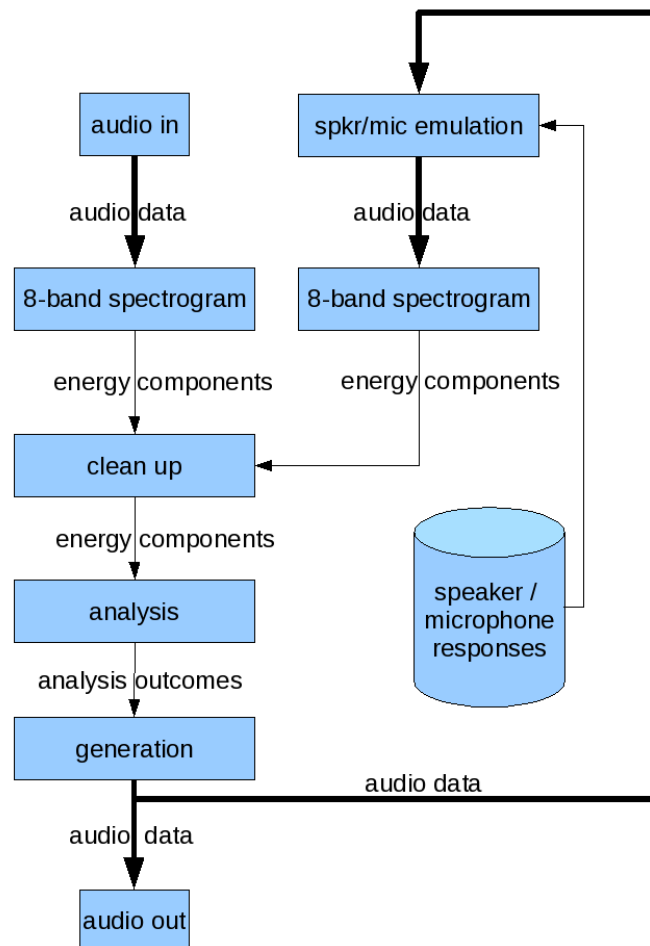 audio in
spkr/mic emulation
audio data
audio data
8-band spectrogram
8-band spectrogram
energy components
energy components
clean up
energy components
speaker /
microphone
responses
analysis
analysis outcomes
generation
audio data
audio data
audio out